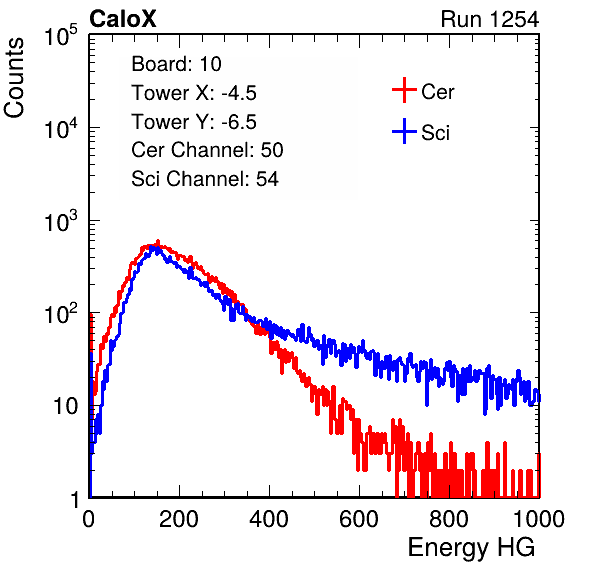 CaloX
Run 1254
Counts
10^5
10^4
10^3
10^2
10
1
Board: 10
Tower X: -4.5
Tower Y: -6.5
Cer Channel: 50
Sci Channel: 54
Cer
Sci
0 200 400 600 800 1000
Energy HG